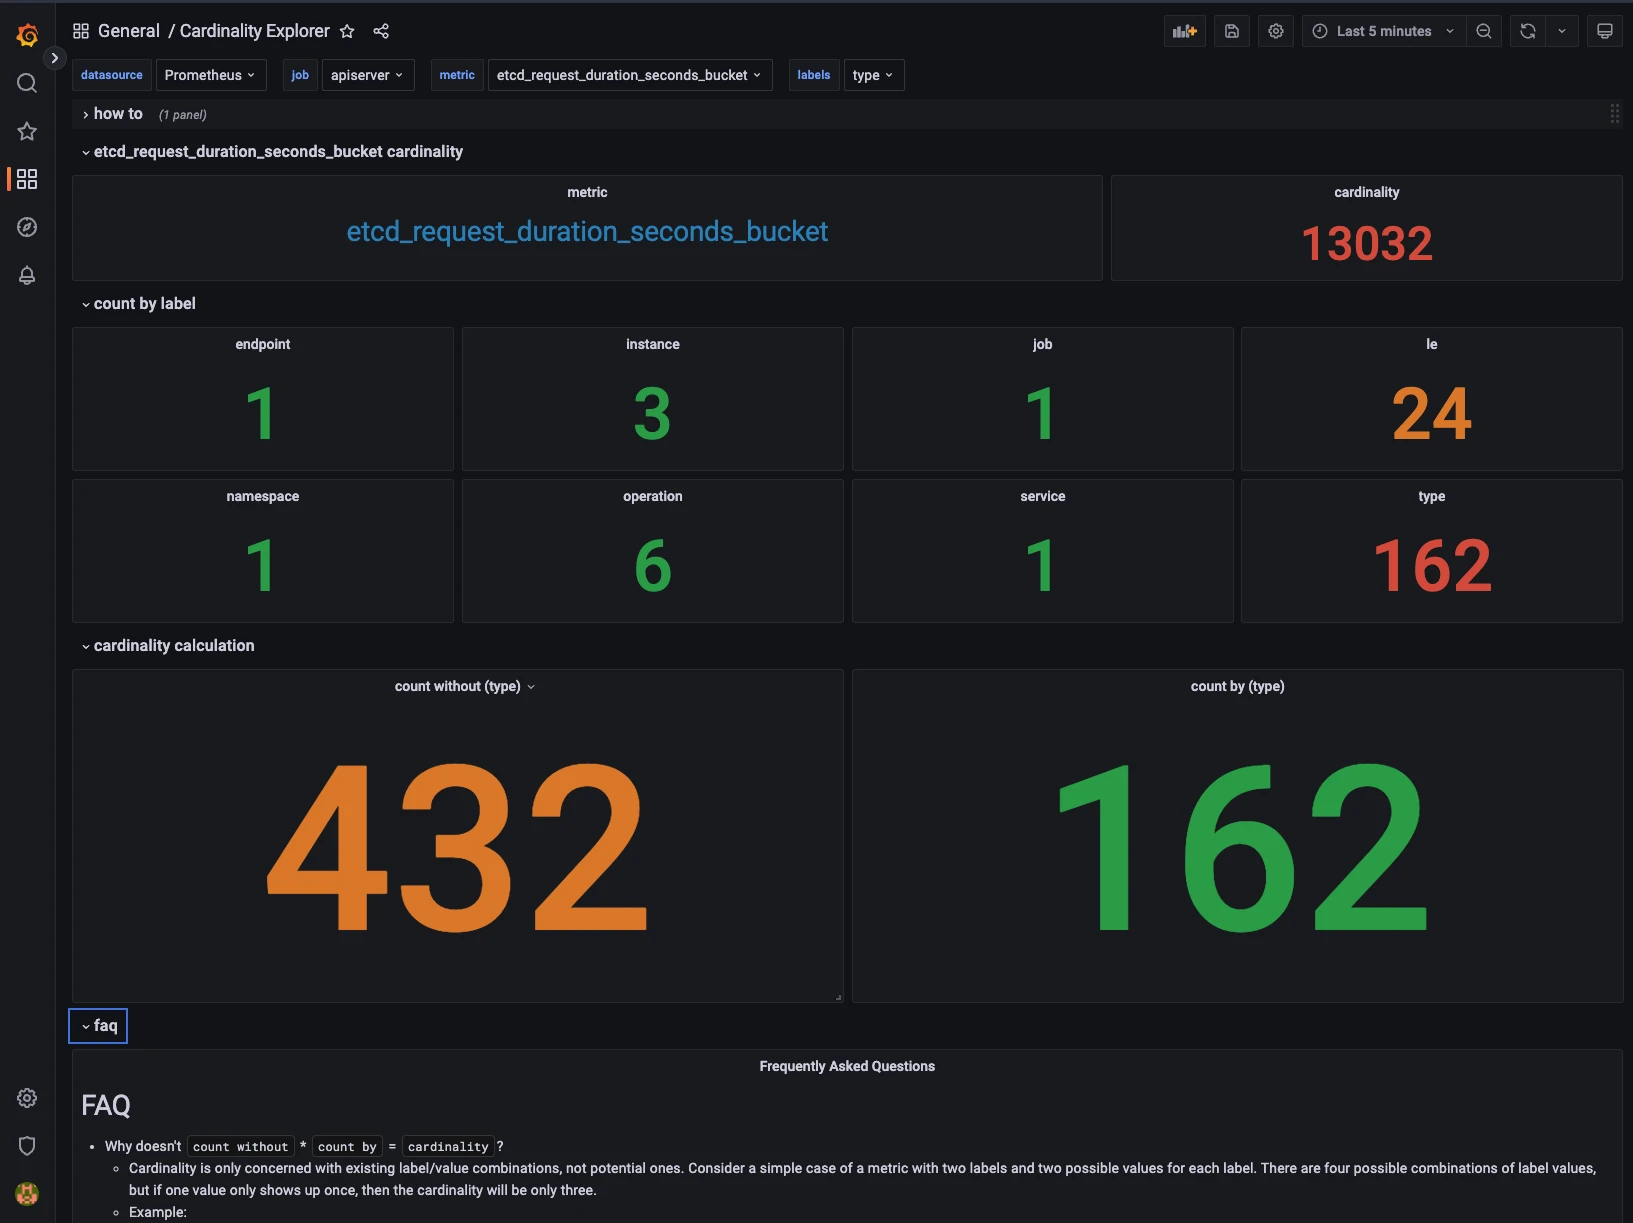 General / Cardinality Explorer
Last 5 minutes
datasource Prometheus job apiserver metric etcd_request_duration_seconds_bucket labels type
how to (1 panel)
etcd_request_duration_seconds_bucket cardinality
metric
etcd_request_duration_seconds_bucket
cardinality
13032
count by label
endpoint
1
instance
3
job
1
le
24
namespace
1
operation
6
service
1
type
162
cardinality calculation
count without (type)
432
count by (type)
162
faq
Frequently Asked Questions
FAQ
• Why doesn't count without * count by = cardinality ?
◦ Cardinality is only concerned with existing label/value combinations, not potential ones. Consider a simple case of a metric with two labels and two possible values for each label. There are four possible combinations of label values,
but if one value only shows up once, then the cardinality will be only three.
◦ Example: